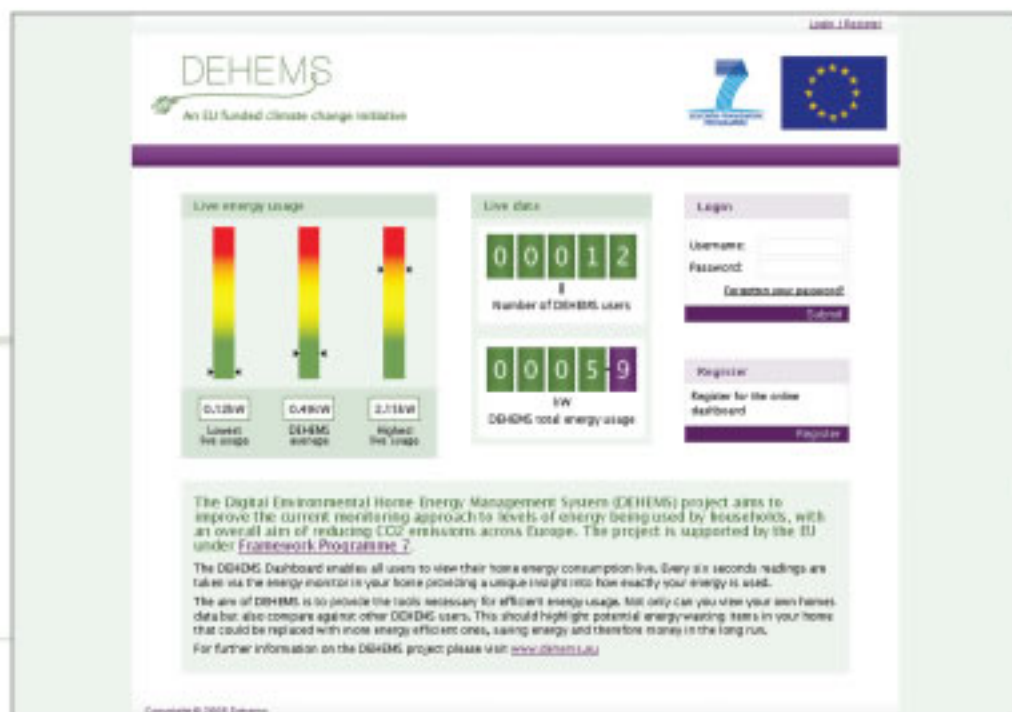 Login / Register
DEHEMS
An EU funded climate change initiative
7
SEVENTH FRAMEWORK
PROGRAMME
Live energy usage
0.12kW
Lowest
live usage
0.49kW
DEHEMS
average
2.11kW
Highest
live usage
Live data
00012
Number of DEHEMS users
0005.9
kW
DEHEMS total energy usage
Login
Username:
Password:
Forgotten your password?
Submit
Register
Register for the online
dashboard
Register
The Digital Environmental Home Energy Management System (DEHEMS) project aims to
improve the current monitoring approach to levels of energy being used by households, with
an overall aim of reducing CO2 emissions across Europe. The project is supported by the EU
under Framework Programme 7.
The DEHEMS Dashboard enables all users to view their home energy consumption live. Every six seconds readings are
taken via the energy monitor in your home providing a unique insight into how exactly your energy is used.
The aim of DEHEMS is to provide the tools necessary for efficient energy usage. Not only can you view your own homes
data but also compare against other DEHEMS users. This should highlight potential energy wasting items in your home
that could be replaced with more energy efficient ones, saving energy and therefore money in the long run.
For further information on the DEHEMS project please visit www.dehems.eu
Copyright © Dehems